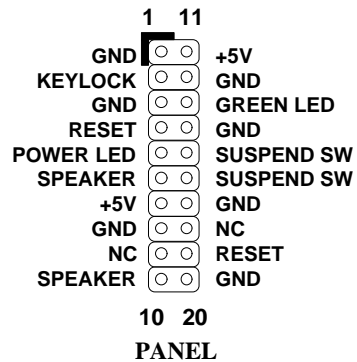 1 11
GND +5V
KEYLOCK GND
GND GREEN LED
RESET GND
POWER LED SUSPEND SW
SPEAKER SUSPEND SW
+5V GND
GND NC
NC RESET
SPEAKER GND
10 20
PANEL